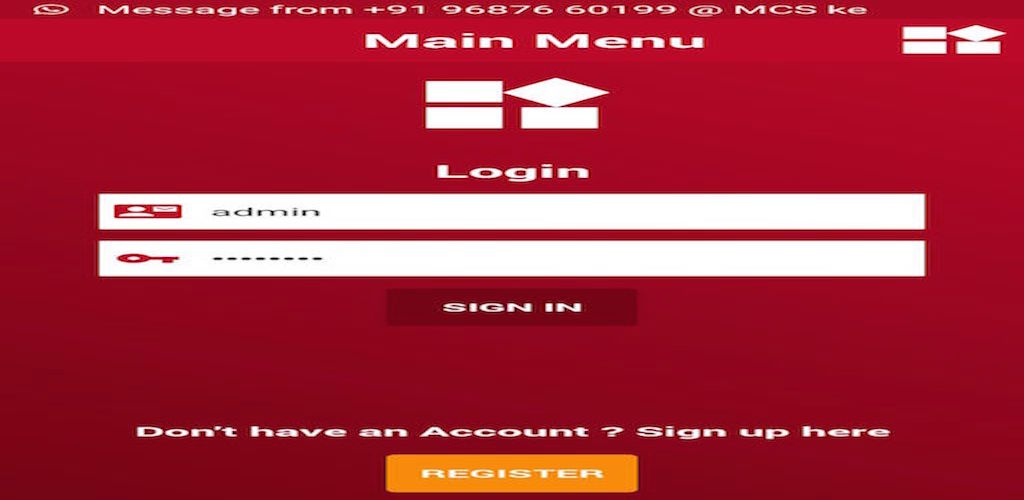 Message from +91 96876 60199 @ MCS ke
Main Menu
Login
admin
••••••••
SIGN IN
Don't have an Account ? Sign up here
REGISTER